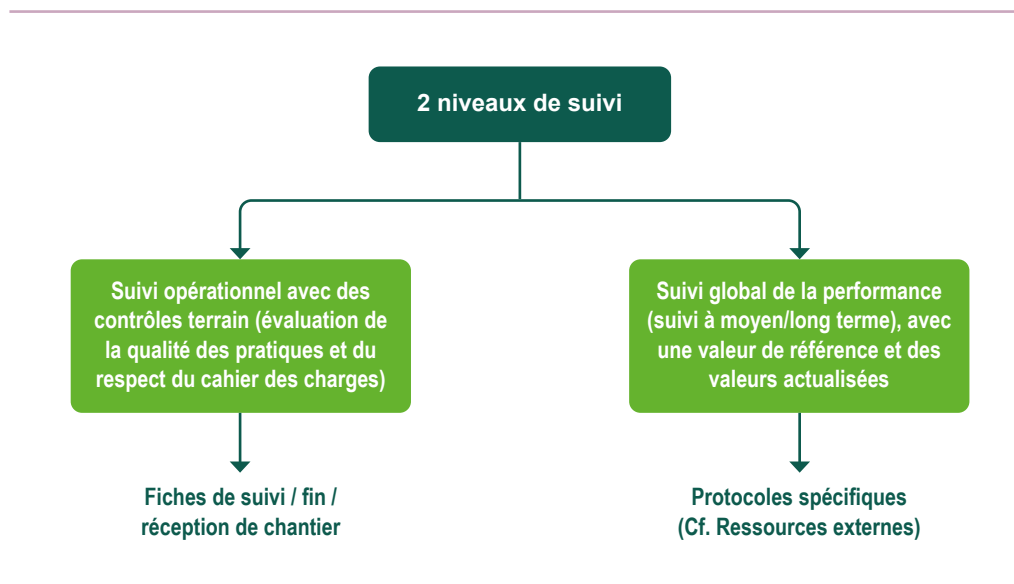 2 niveaux de suivi
Suivi opérationnel avec des
contrôles terrain (évaluation de
la qualité des pratiques et du
respect du cahier des charges)
Suivi global de la performance
(suivi à moyen/long terme), avec
une valeur de référence et des
valeurs actualisées
Fiches de suivi / fin /
réception de chantier
Protocoles spécifiques
(Cf. Ressources externes)